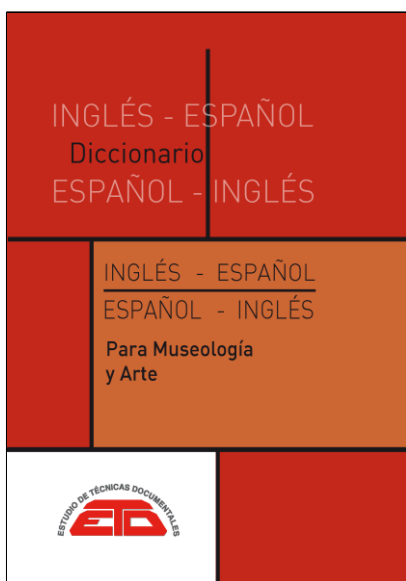 INGLÉS - ESPAÑOL
Diccionario
ESPAÑOL - INGLÉS
INGLÉS - ESPAÑOL
ESPAÑOL - INGLÉS
Para Museología
y Arte
ESTUDIO DE TÉCNICAS DOCUMENTALES
ETD